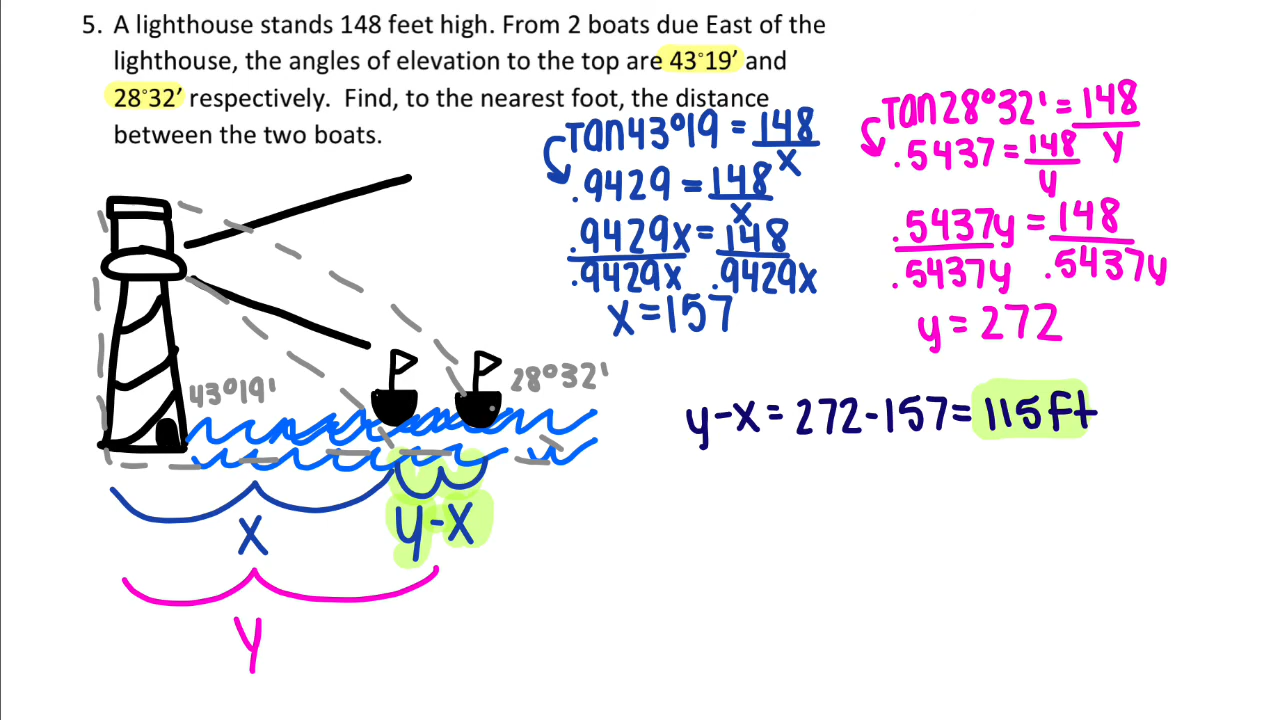 5. A lighthouse stands 148 feet high. From 2 boats due East of the
lighthouse, the angles of elevation to the top are 43°19′ and
28°32′ respectively. Find, to the nearest foot, the distance
between the two boats.
Tan43°19 = 148/x
.9429 = 148/x
.9429x/.9429x = 148/.9429x
x=157
Tan28°32' = 148/y
.5437 = 148/y
.5437y/.5437y = 148/.5437y
y = 272
y-x = 272-157 = 115ft
43°19'
28°32'
x
y-x
y